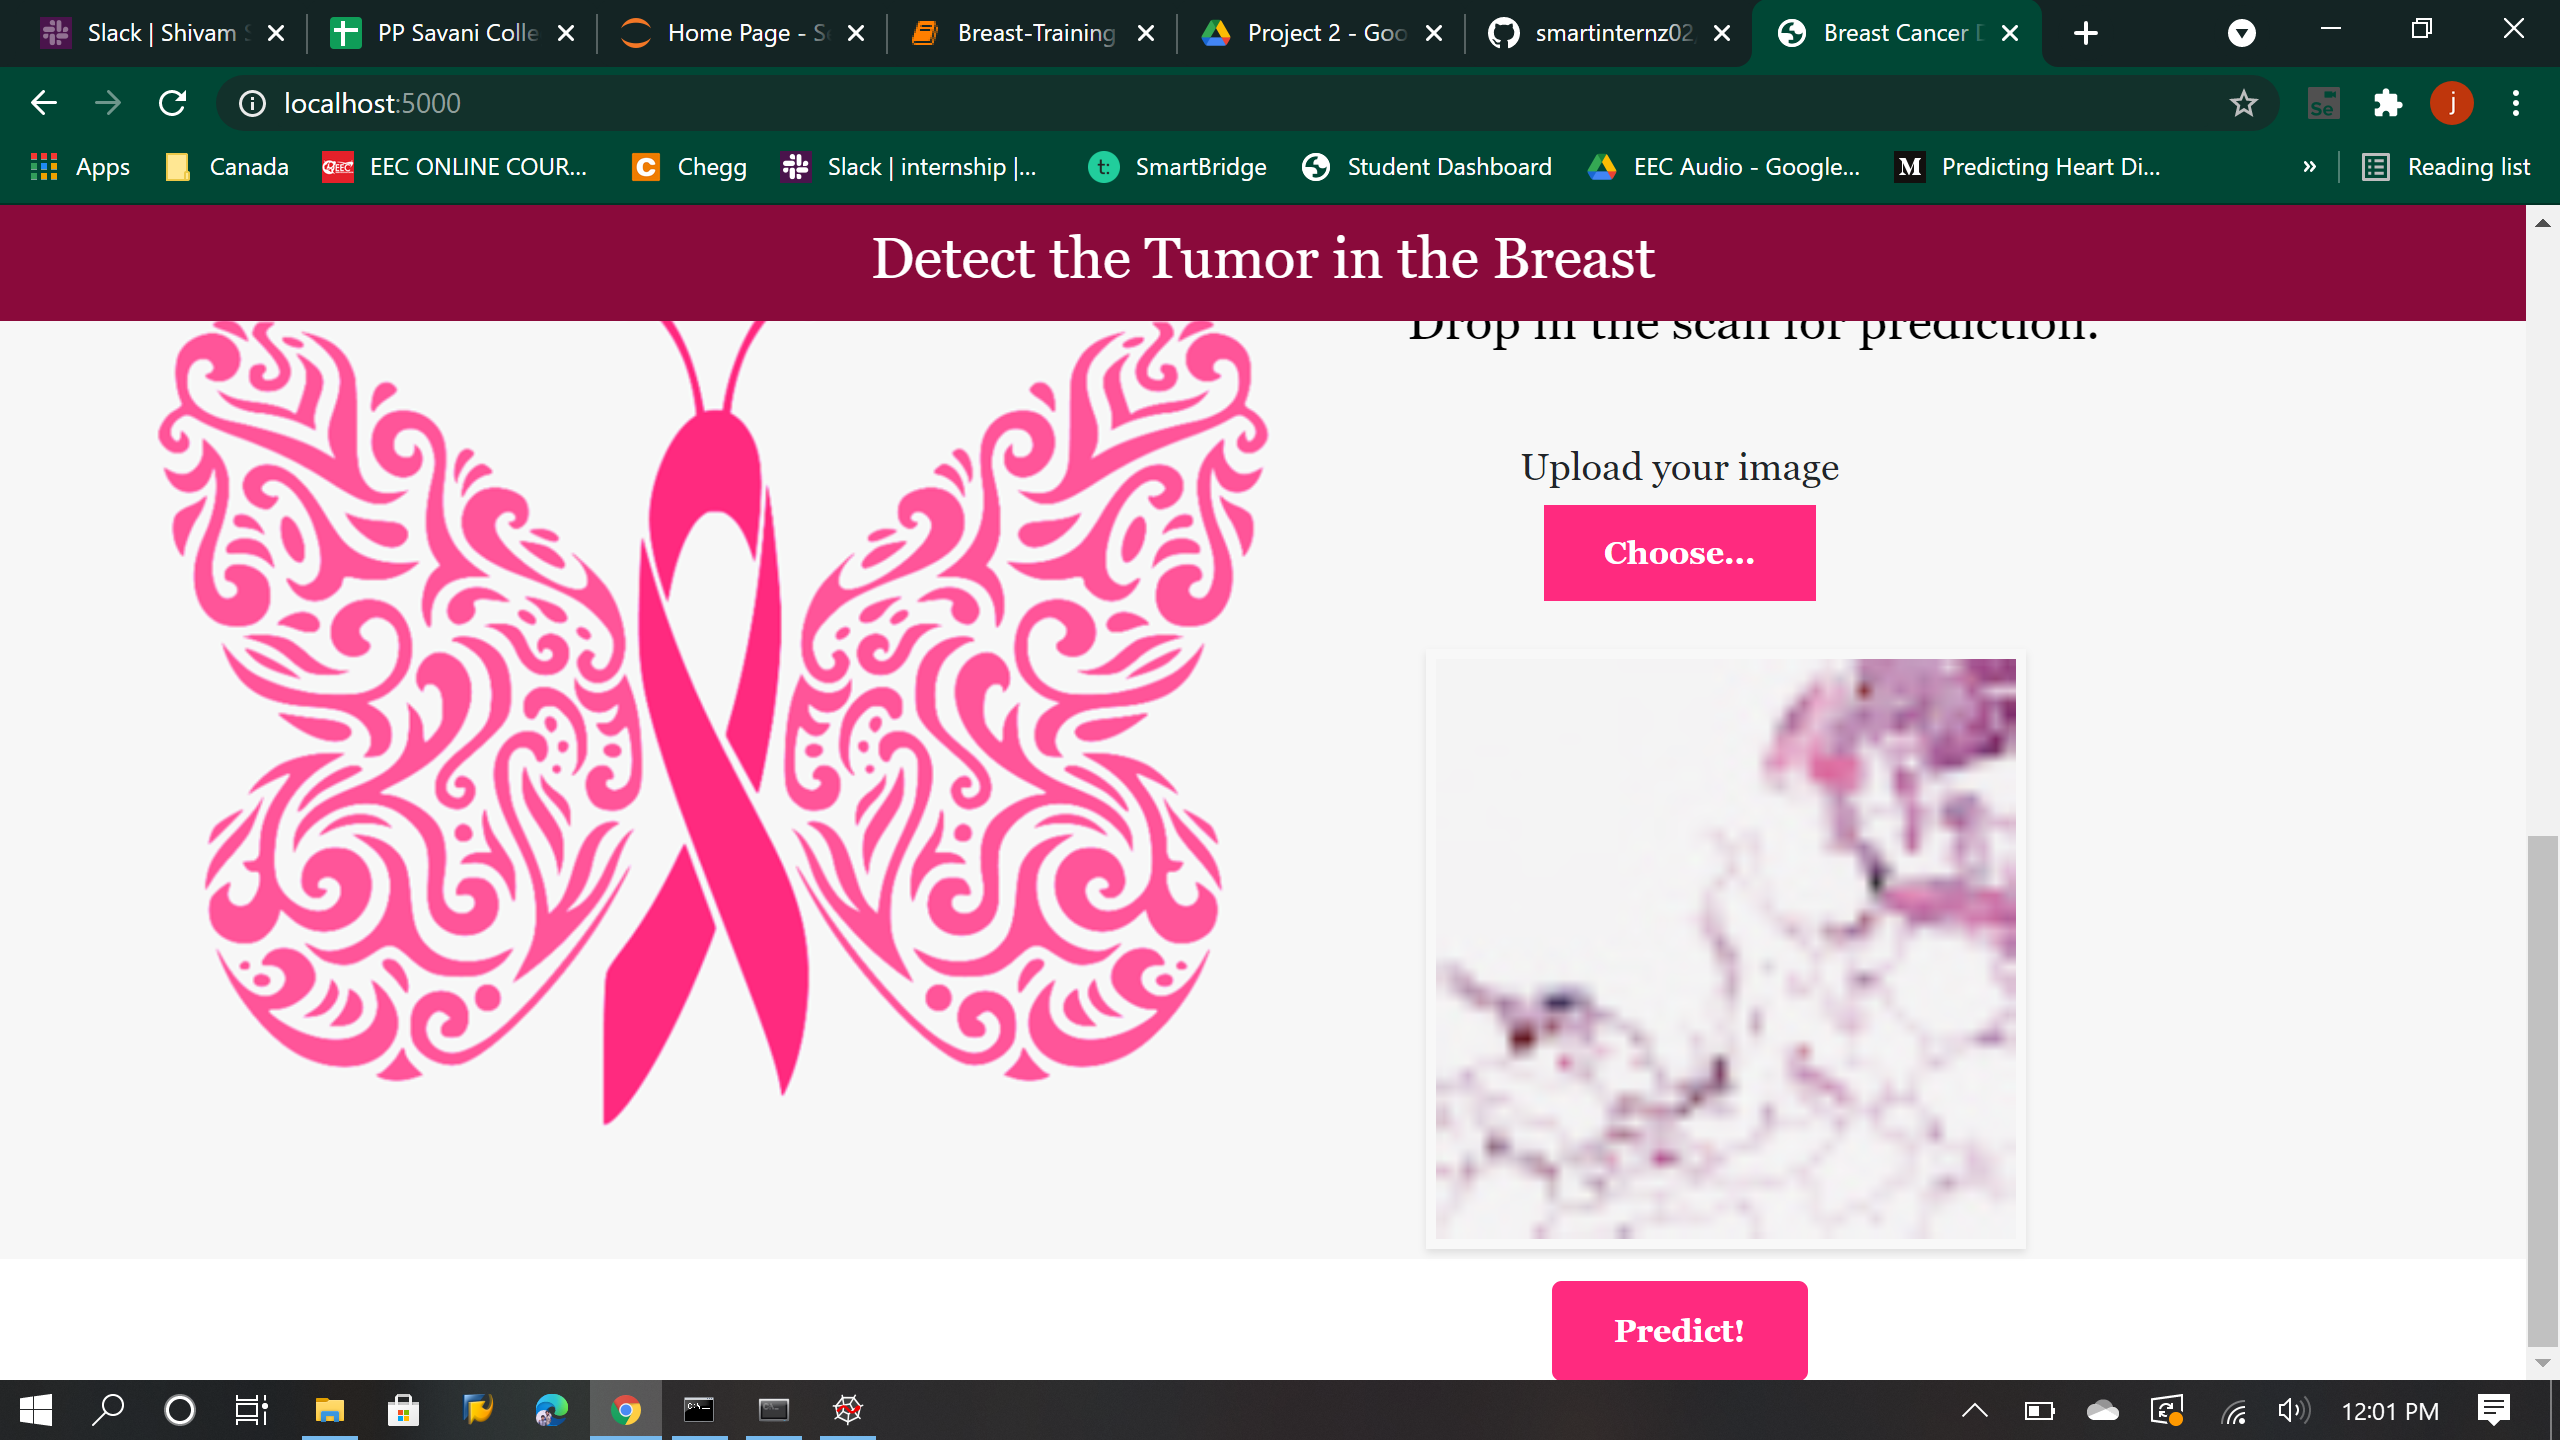 Slack | Shivam S
PP Savani Colle
Home Page - Se
Breast-Training
Project 2 - Goo
smartinternz02
Breast Cancer D
localhost:5000
Se
j
Apps
Canada
EEC ONLINE COUR...
Chegg
Slack | internship |...
t:
SmartBridge
Student Dashboard
EEC Audio - Google...
M
Predicting Heart Di...
»
Reading list
Detect the Tumor in the Breast
Drop in the scan for prediction.
Upload your image
Choose...
Predict!
12:01 PM